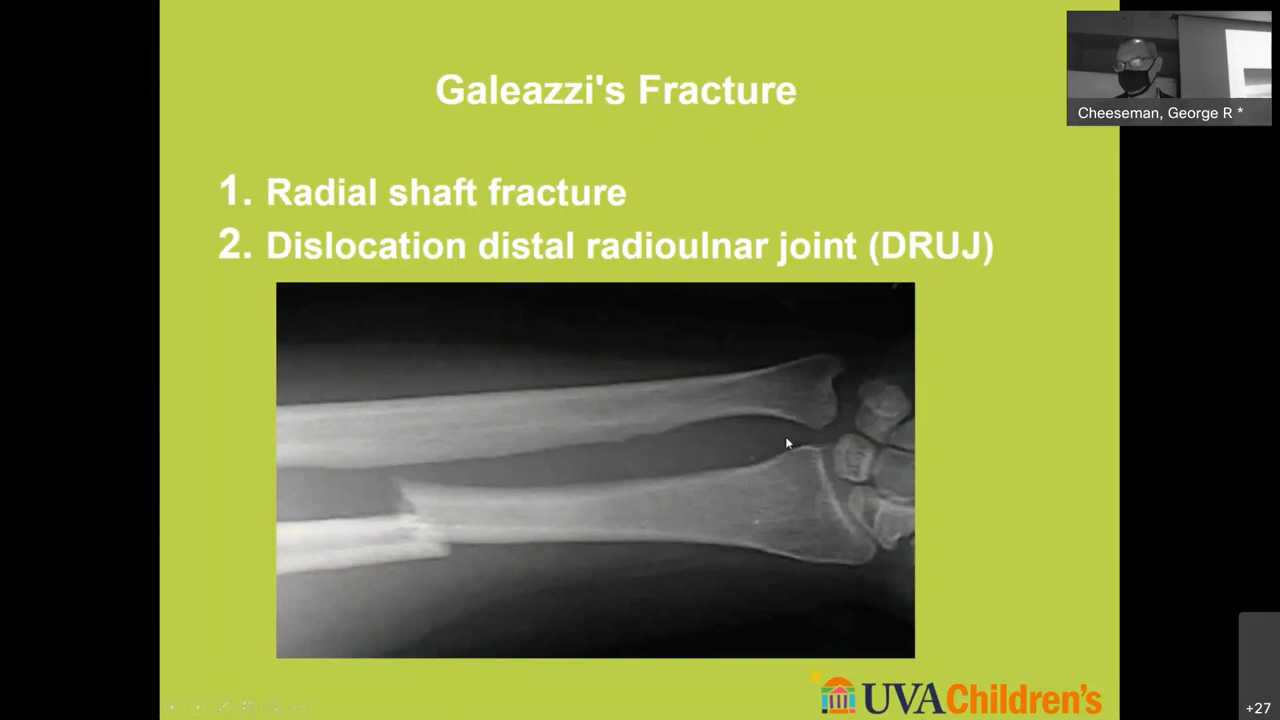 Galeazzi's Fracture
Cheeseman, George R *
1. Radial shaft fracture
2. Dislocation distal radioulnar joint (DRUJ)
UVA Children's
+27